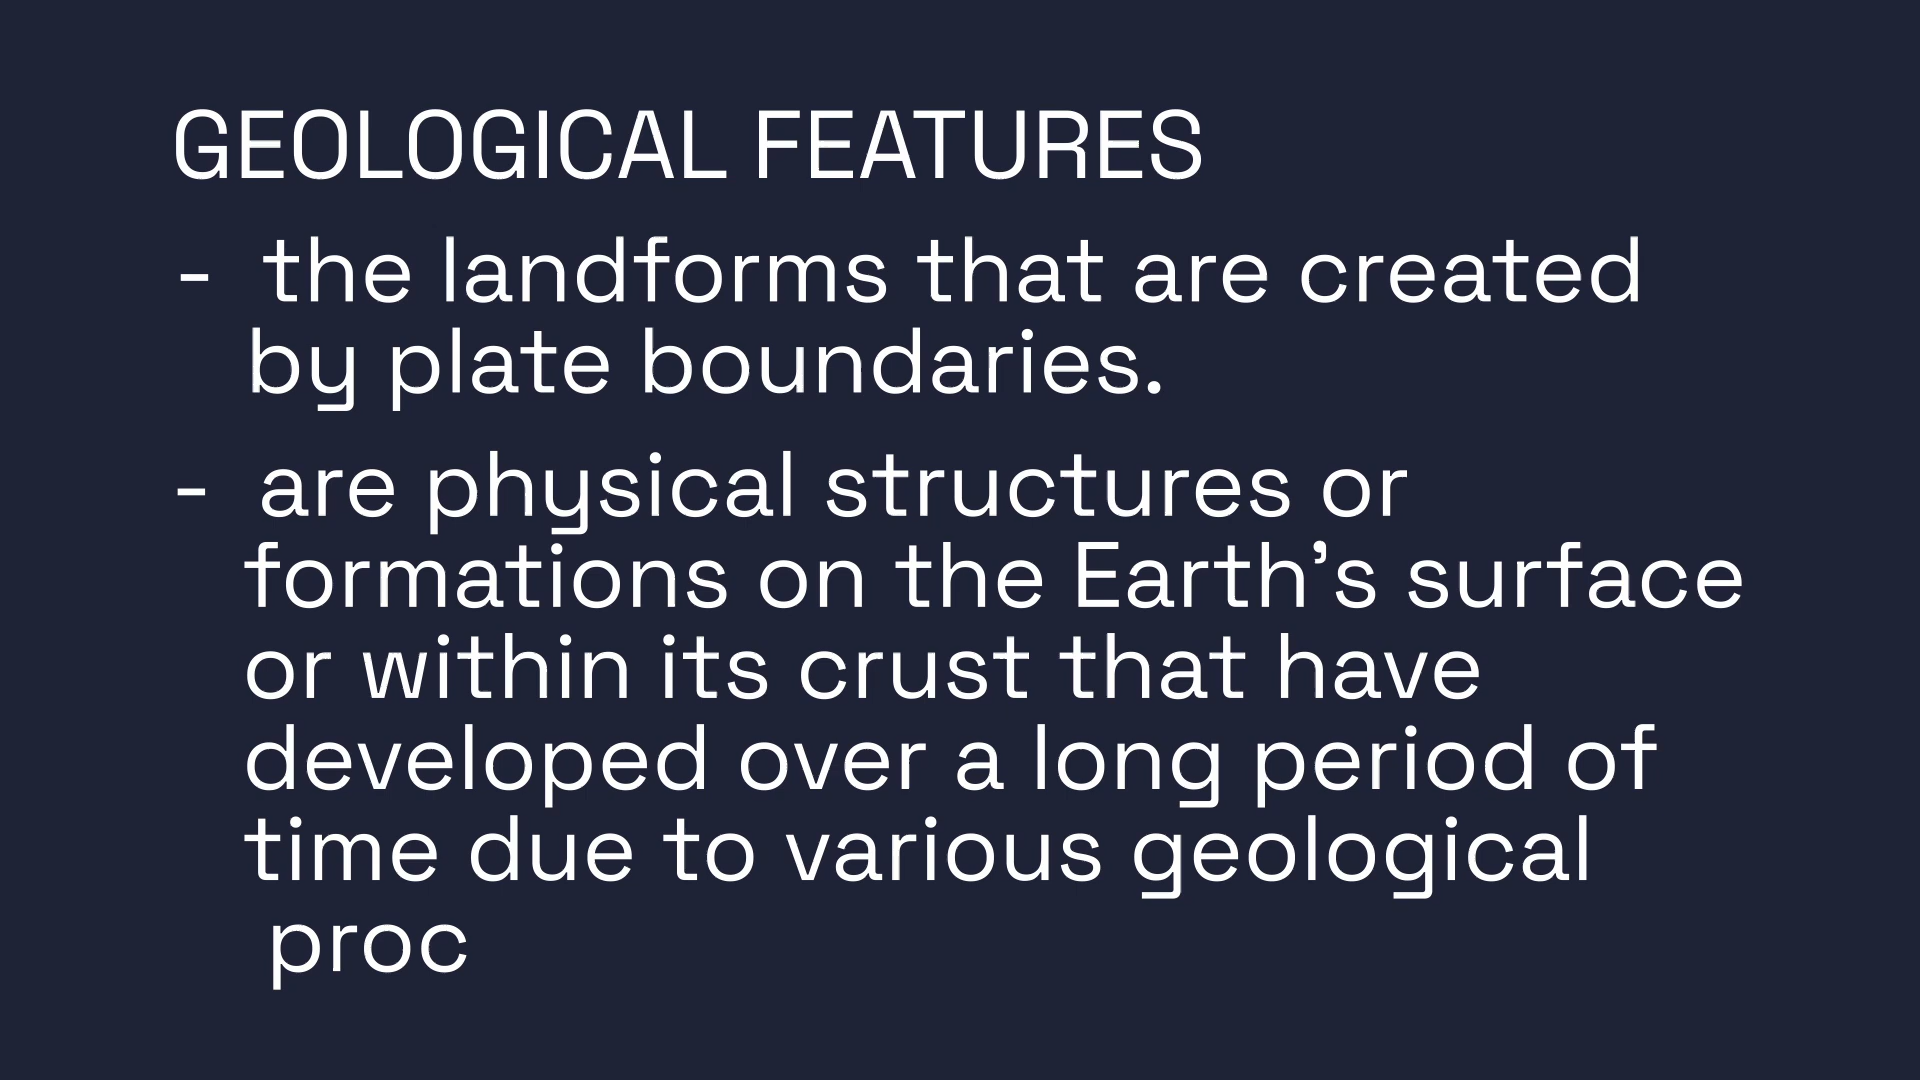 GEOLOGICAL FEATURES
- the landforms that are created
by plate boundaries.
- are physical structures or
formations on the Earth’s surface
or within its crust that have
developed over a long period of
time due to various geological
proc